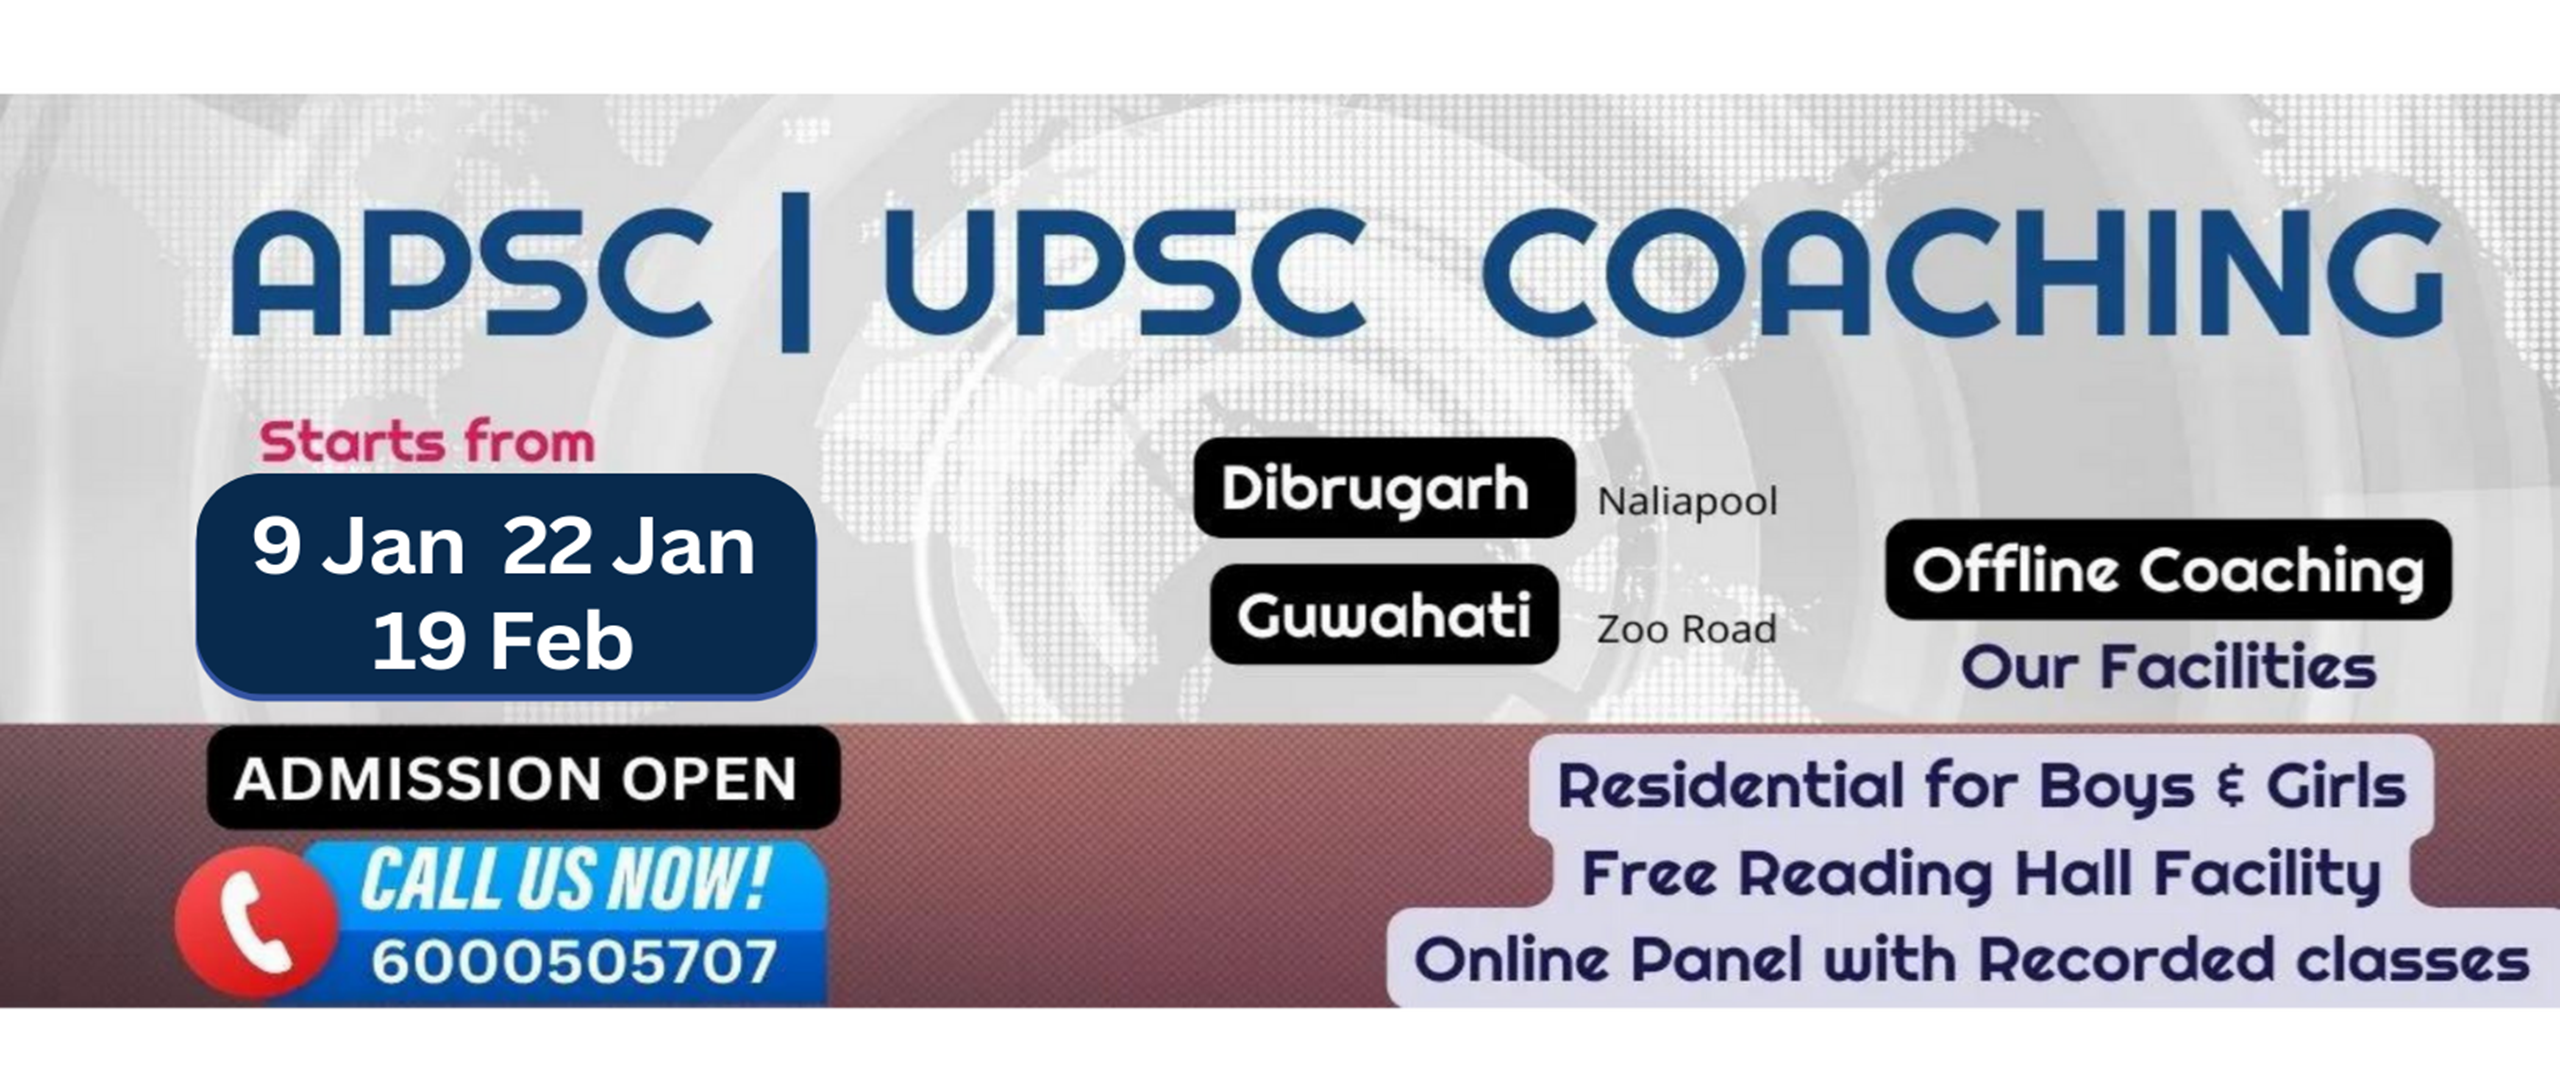 APSC | UPSC COACHING
Starts from
9 Jan 22 Jan
19 Feb
Dibrugarh Naliapool
Guwahati Zoo Road
Offline Coaching
Our Facilities
ADMISSION OPEN
CALL US NOW!
6000505707
Residential for Boys & Girls
Free Reading Hall Facility
Online Panel with Recorded classes